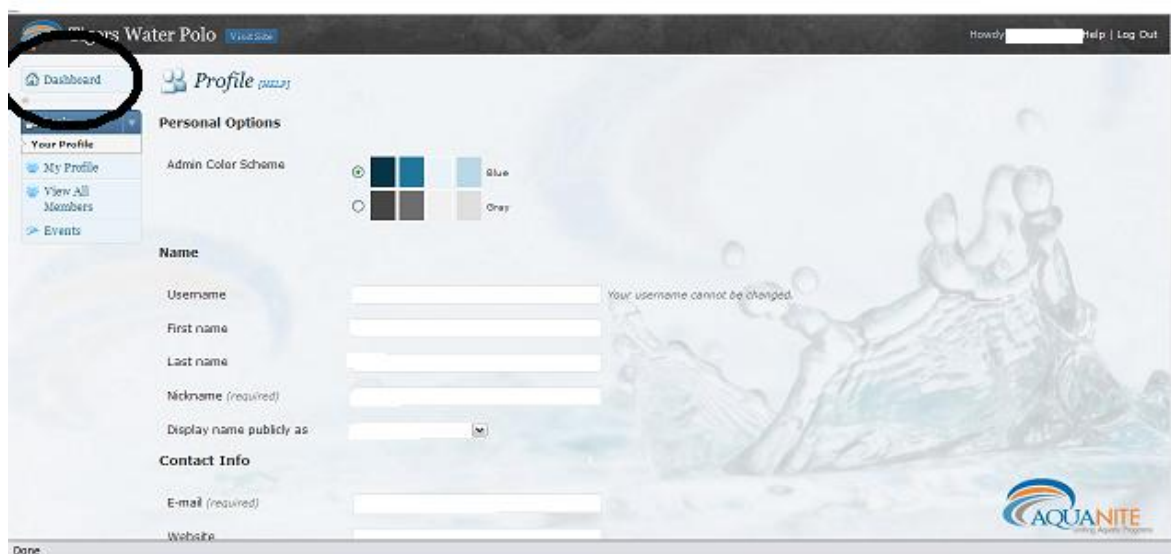 Tigers Water Polo Visit Site
Howdy Help | Log Out
Dashboard
Profile [HELP]
Your Profile
My Profile
View All
Members
Events
Personal Options
Admin Color Scheme
Blue
Gray
Name
Username
Your username cannot be changed.
First name
Last name
Nickname (required)
Display name publicly as
Contact Info
E-mail (required)
Website
AQUANITE
Done